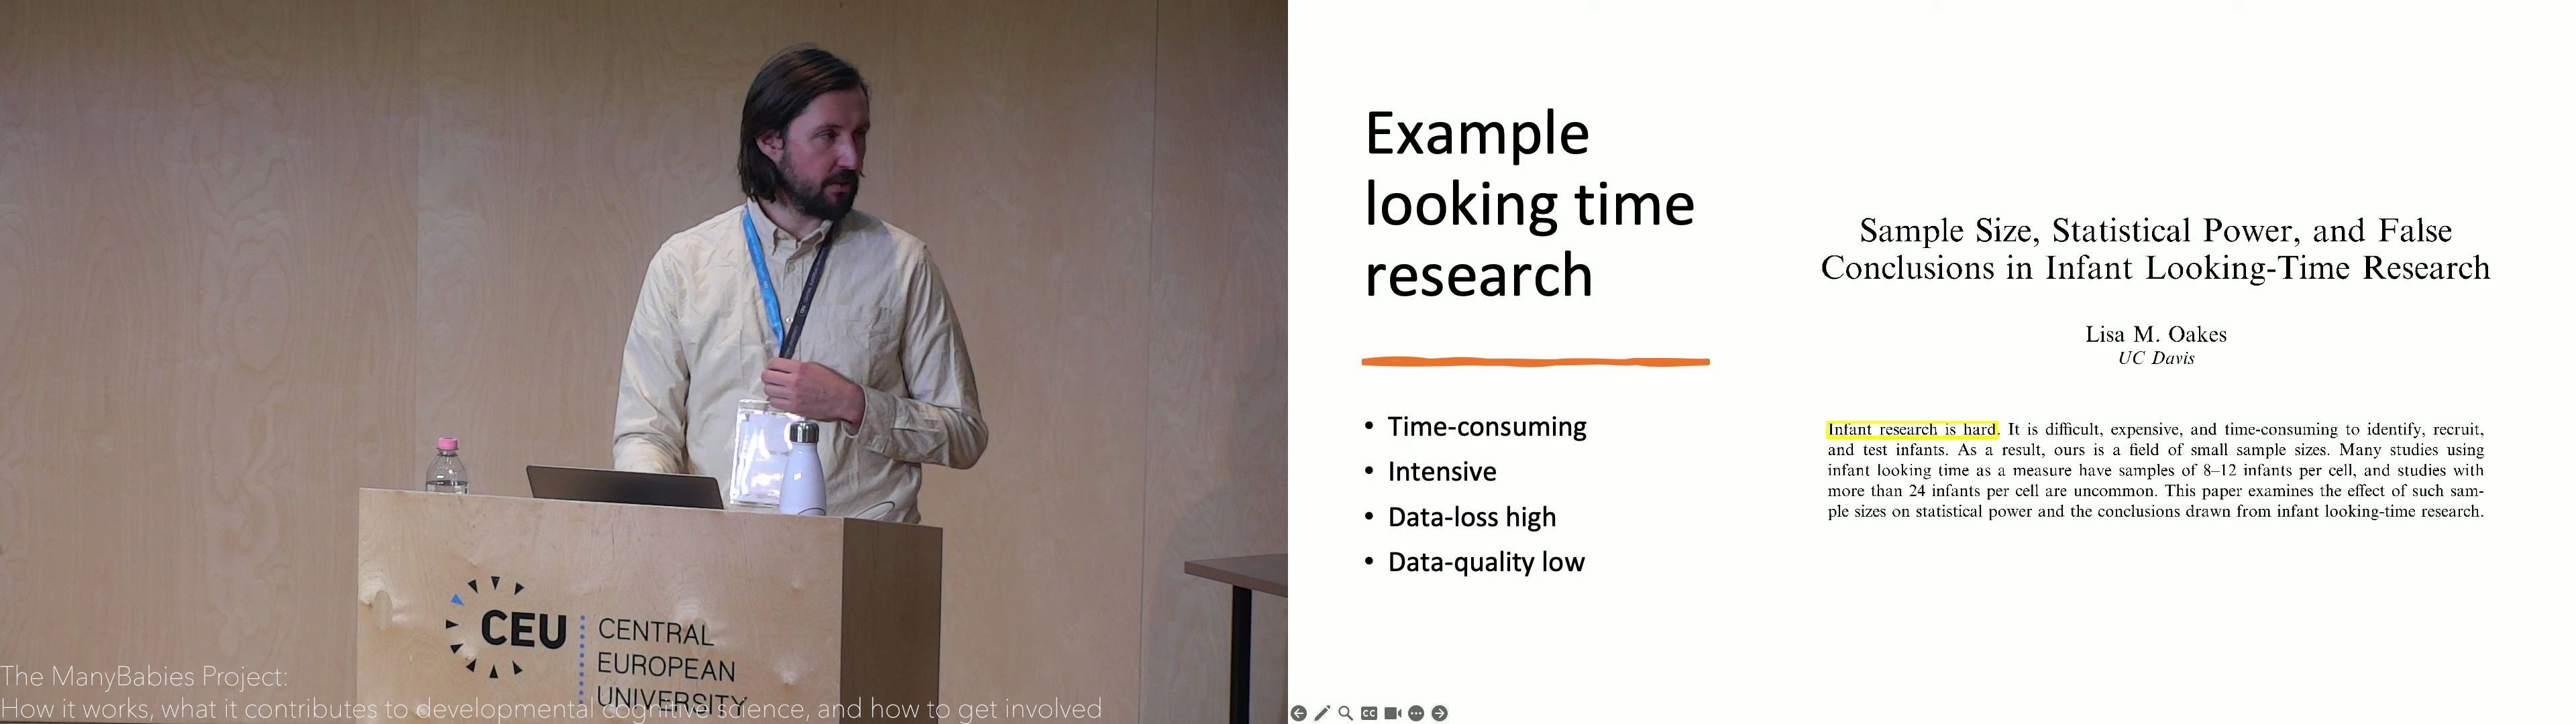 CEU
CENTRAL
EUROPEAN
UNIVERSITY
The ManyBabies Project:
How it works, what it contributes to developmental cognitive science, and how to get involved
Example
looking time
research
• Time-consuming
• Intensive
• Data-loss high
• Data-quality low
Sample Size, Statistical Power, and False
Conclusions in Infant Looking-Time Research
Lisa M. Oakes
UC Davis
Infant research is hard. It is difficult, expensive, and time-consuming to identify, recruit,
and test infants. As a result, ours is a field of small sample sizes. Many studies using
infant looking time as a measure have samples of 8–12 infants per cell, and studies with
more than 24 infants per cell are uncommon. This paper examines the effect of such sam-
ple sizes on statistical power and the conclusions drawn from infant looking-time research.
CC